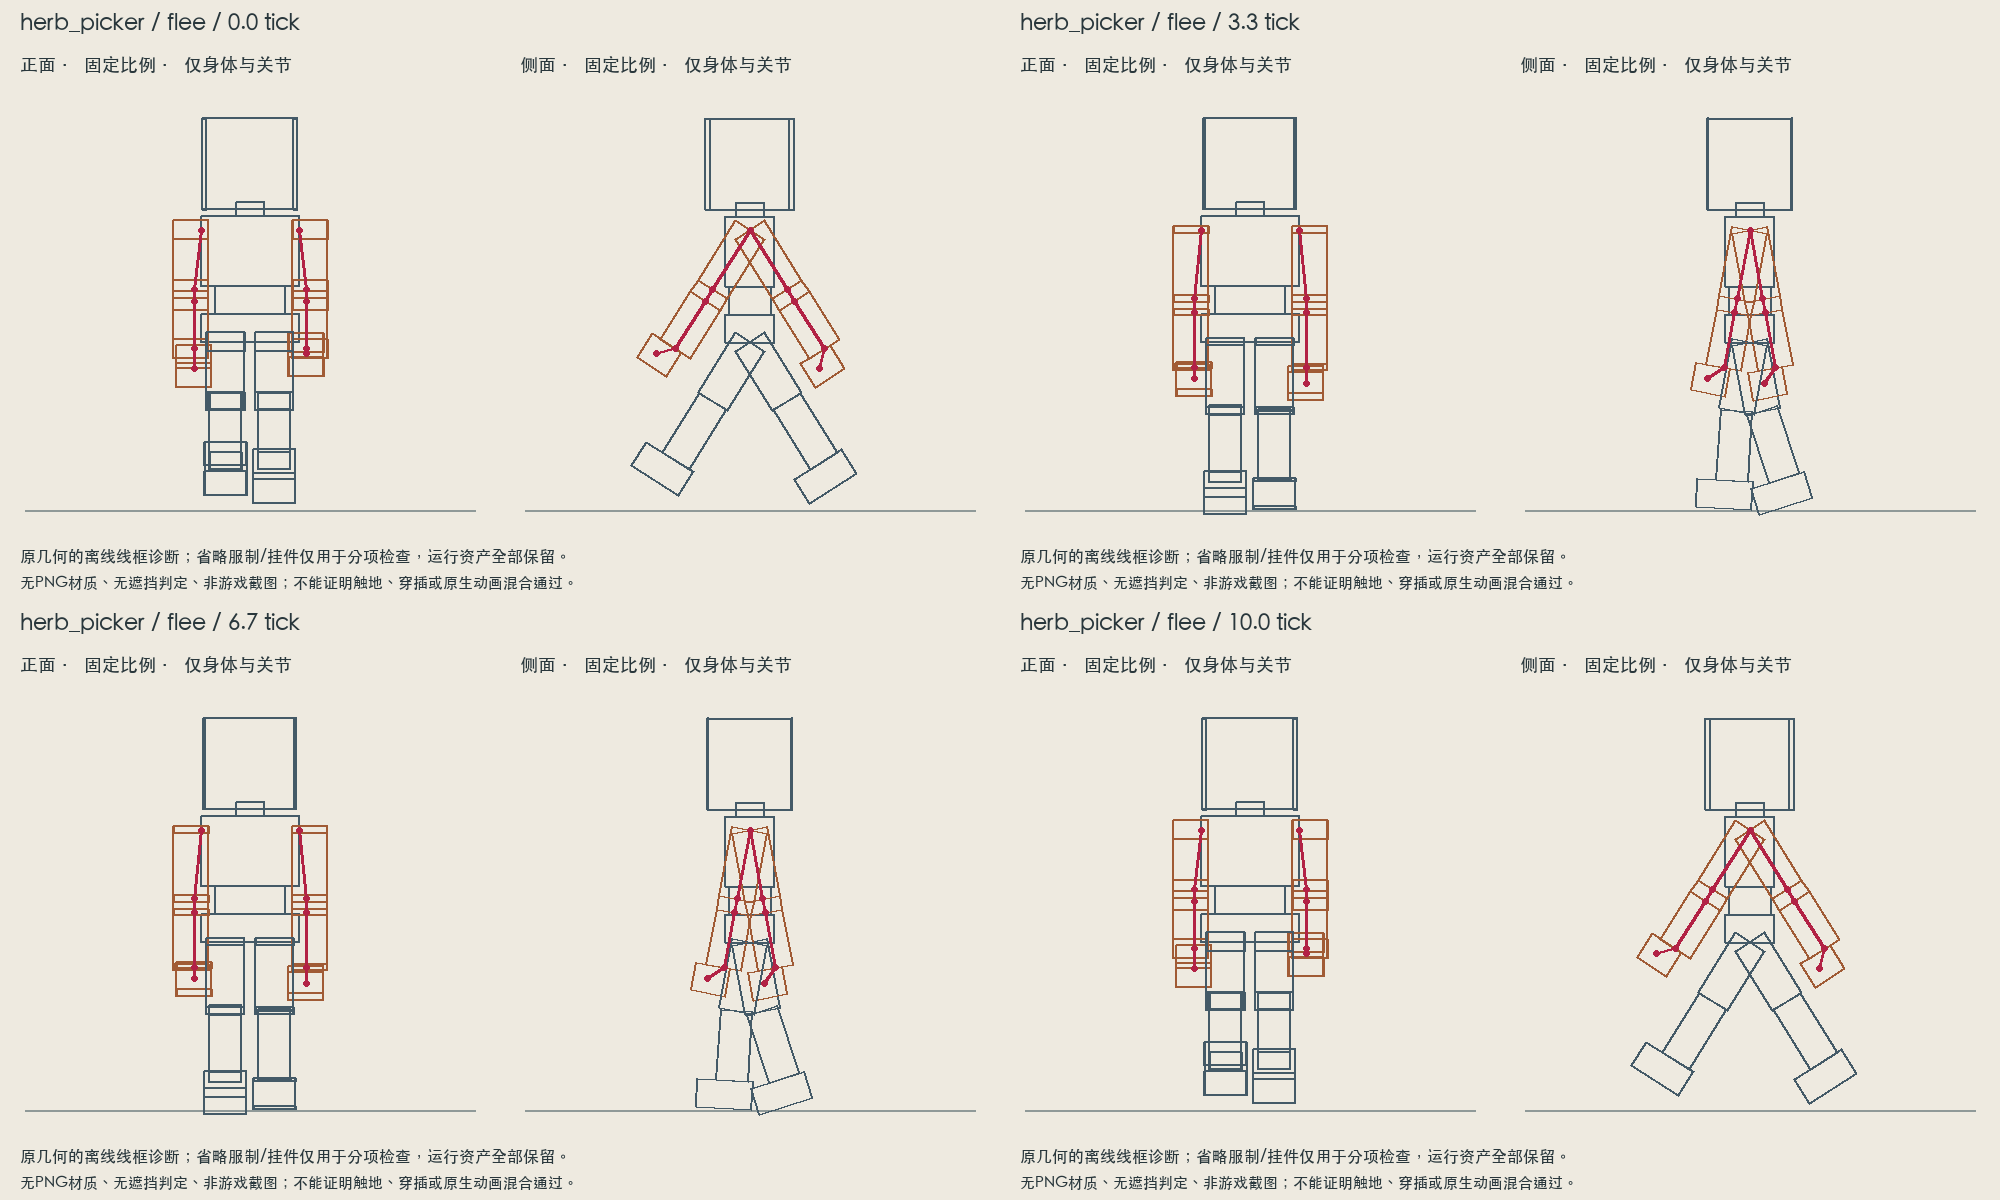 herb_picker / flee / 0.0 tick
正面 · 固定比例 · 仅身体与关节
侧面 · 固定比例 · 仅身体与关节
原几何的离线线框诊断；省略服制/挂件仅用于分项检查，运行资产全部保留。
无PNG材质、无遮挡判定、非游戏截图；不能证明触地、穿插或原生动画混合通过。
herb_picker / flee / 3.3 tick
正面 · 固定比例 · 仅身体与关节
侧面 · 固定比例 · 仅身体与关节
原几何的离线线框诊断；省略服制/挂件仅用于分项检查，运行资产全部保留。
无PNG材质、无遮挡判定、非游戏截图；不能证明触地、穿插或原生动画混合通过。
herb_picker / flee / 6.7 tick
正面 · 固定比例 · 仅身体与关节
侧面 · 固定比例 · 仅身体与关节
原几何的离线线框诊断；省略服制/挂件仅用于分项检查，运行资产全部保留。
无PNG材质、无遮挡判定、非游戏截图；不能证明触地、穿插或原生动画混合通过。
herb_picker / flee / 10.0 tick
正面 · 固定比例 · 仅身体与关节
侧面 · 固定比例 · 仅身体与关节
原几何的离线线框诊断；省略服制/挂件仅用于分项检查，运行资产全部保留。
无PNG材质、无遮挡判定、非游戏截图；不能证明触地、穿插或原生动画混合通过。